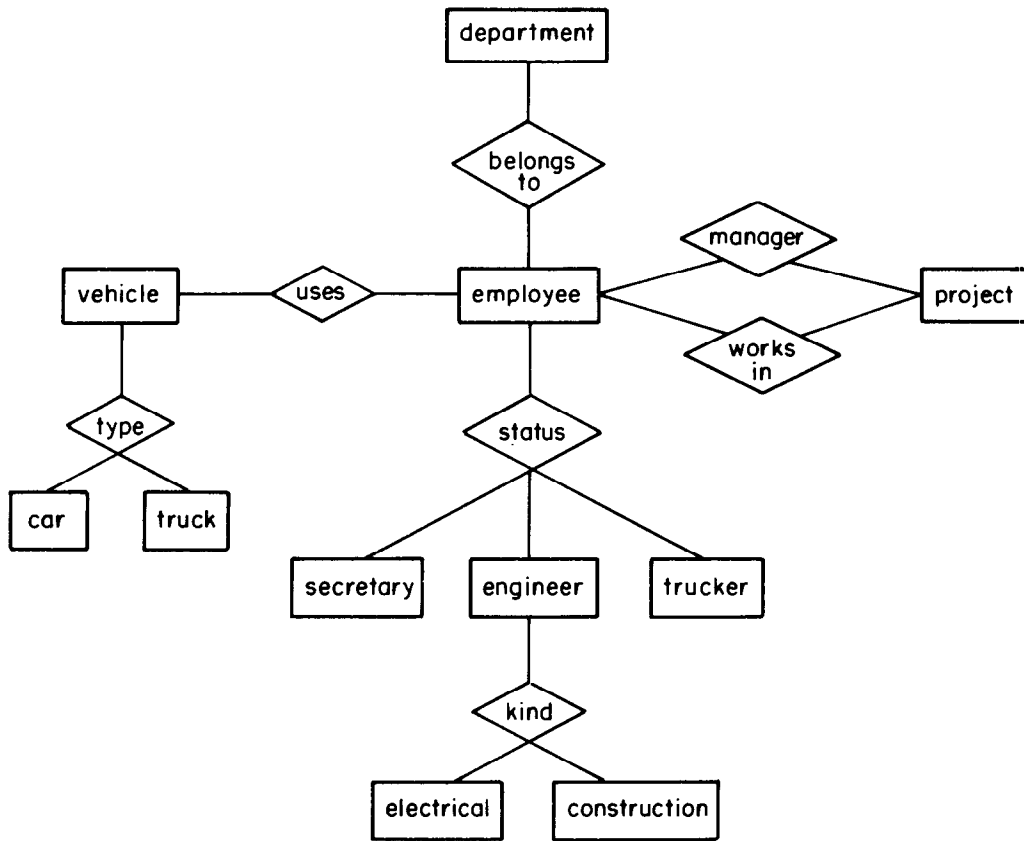 department
belongs
to
manager
vehicle
uses
employee
project
works
in
type
status
car
truck
secretary
engineer
trucker
kind
electrical
construction